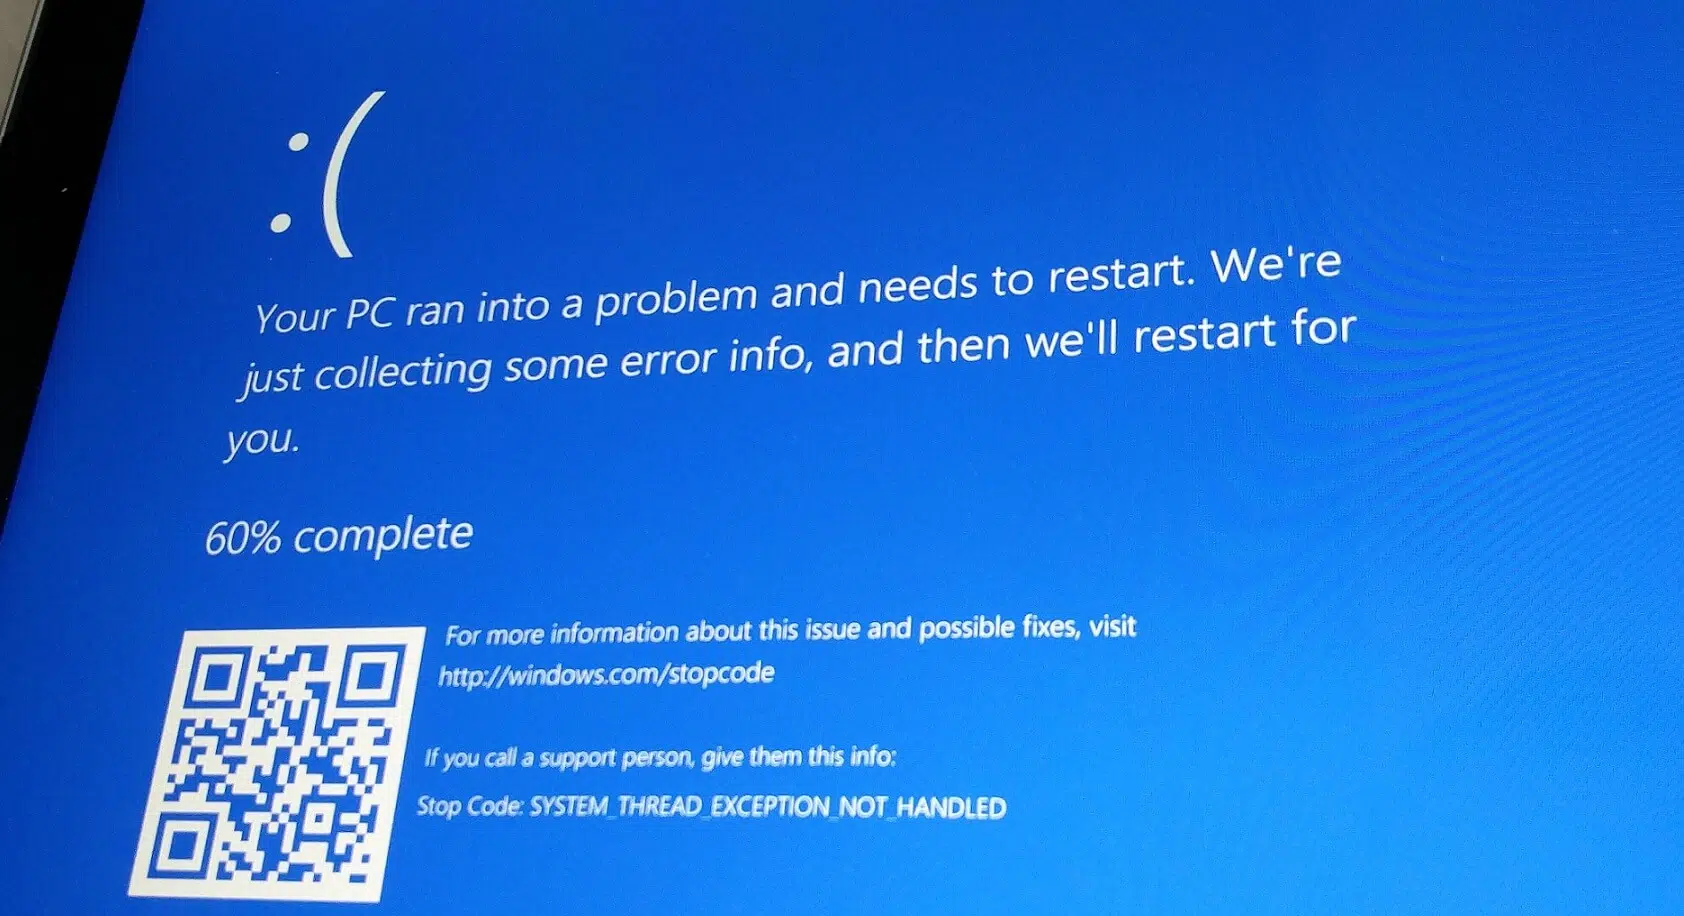 :(
Your PC ran into a problem and needs to restart. We're
just collecting some error info, and then we'll restart for
you.
60% complete
For more information about this issue and possible fixes, visit
http://windows.com/stopcode
If you call a support person, give them this info:
Stop Code: SYSTEM_THREAD_EXCEPTION_NOT_HANDLED